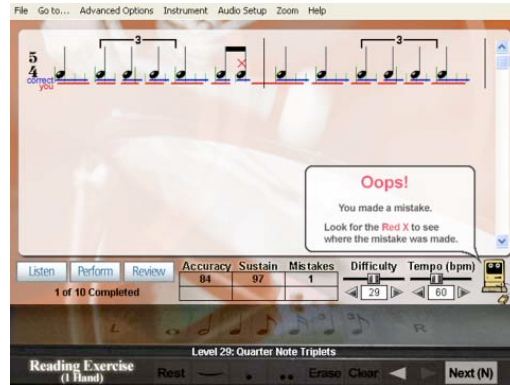 File Go to... Advanced Options Instrument Audio Setup Zoom Help
3 3
5
4
correct
you
Oops!
You made a mistake.
Look for the Red X to see
where the mistake was made.
Listen Perform Review
Accuracy Sustain Mistakes Difficulty Tempo (bpm)
84 97 1 29 60
1 of 10 Completed
L R
Level 29: Quarter Note Triplets
Reading Exercise
(1 Hand)
Rest Erase Clear Next (N)